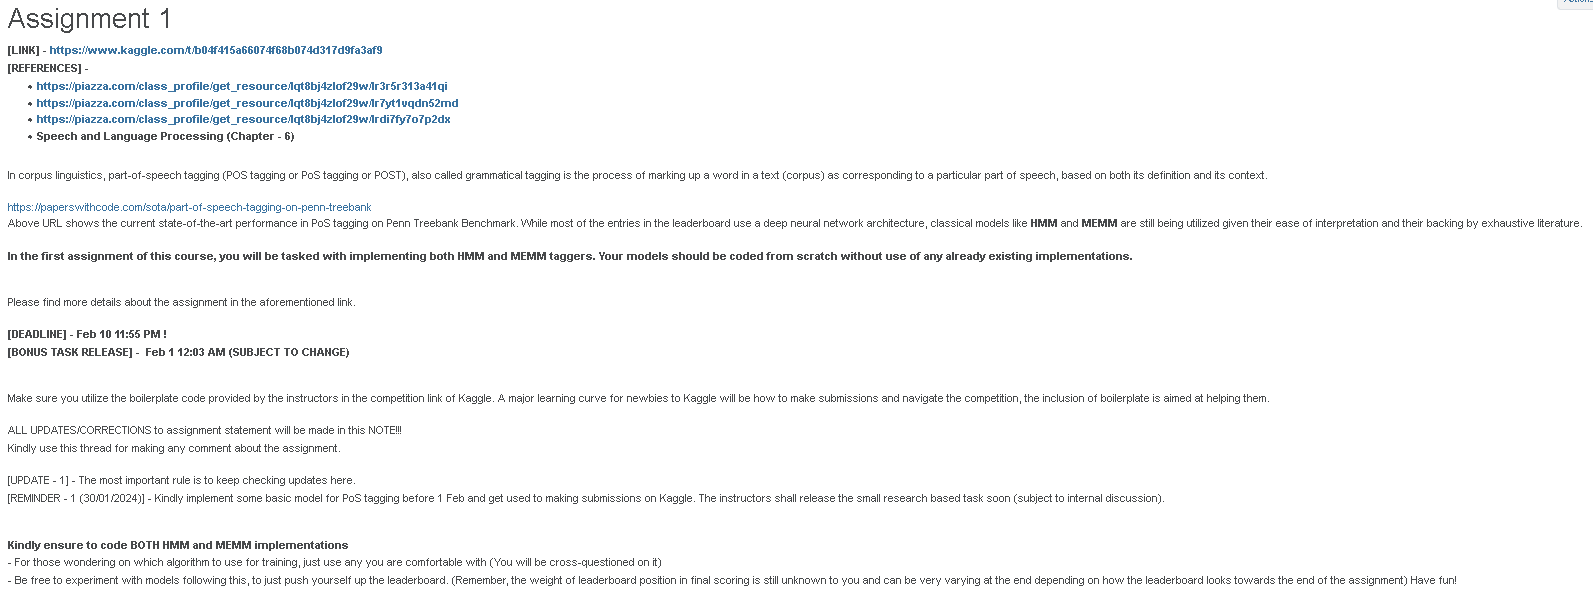 Assignment 1
[LINK] - https://www.kaggle.com/t/b04f415a66074f68b074d317d9fa3af9
[REFERENCES] -
• https://piazza.com/class_profile/get_resource/lqt8bj4zlof29w/lr3r5r313a41qi
• https://piazza.com/class_profile/get_resource/lqt8bj4zlof29w/lr7yt1vqdn52md
• https://piazza.com/class_profile/get_resource/lqt8bj4zlof29w/lrdi7fy7o7p2dx
• Speech and Language Processing (Chapter - 6)
In corpus linguistics, part-of-speech tagging (POS tagging or PoS tagging or POST), also called grammatical tagging is the process of marking up a word in a text (corpus) as corresponding to a particular part of speech, based on both its definition and its context.
https://paperswithcode.com/sota/part-of-speech-tagging-on-penn-treebank
Above URL shows the current state-of-the-art performance in PoS tagging on Penn Treebank Benchmark. While most of the entries in the leaderboard use a deep neural network architecture, classical models like HMM and MEMM are still being utilized given their ease of interpretation and their backing by exhaustive literature.
In the first assignment of this course, you will be tasked with implementing both HMM and MEMM taggers. Your models should be coded from scratch without use of any already existing implementations.
Please find more details about the assignment in the aforementioned link.
[DEADLINE] - Feb 10 11:55 PM !
[BONUS TASK RELEASE] - Feb 1 12:03 AM (SUBJECT TO CHANGE)
Make sure you utilize the boilerplate code provided by the instructors in the competition link of Kaggle. A major learning curve for newbies to Kaggle will be how to make submissions and navigate the competition, the inclusion of boilerplate is aimed at helping them.
ALL UPDATES/CORRECTIONS to assignment statement will be made in this NOTE!!!
Kindly use this thread for making any comment about the assignment.
[UPDATE - 1] - The most important rule is to keep checking updates here.
[REMINDER - 1 (30/01/2024)] - Kindly implement some basic model for PoS tagging before 1 Feb and get used to making submissions on Kaggle. The instructors shall release the small research based task soon (subject to internal discussion).
Kindly ensure to code BOTH HMM and MEMM implementations
- For those wondering on which algorithm to use for training, just use any you are comfortable with (You will be cross-questioned on it)
- Be free to experiment with models following this, to just push yourself up the leaderboard. (Remember, the weight of leaderboard position in final scoring is still unknown to you and can be very varying at the end depending on how the leaderboard looks towards the end of the assignment) Have fun!